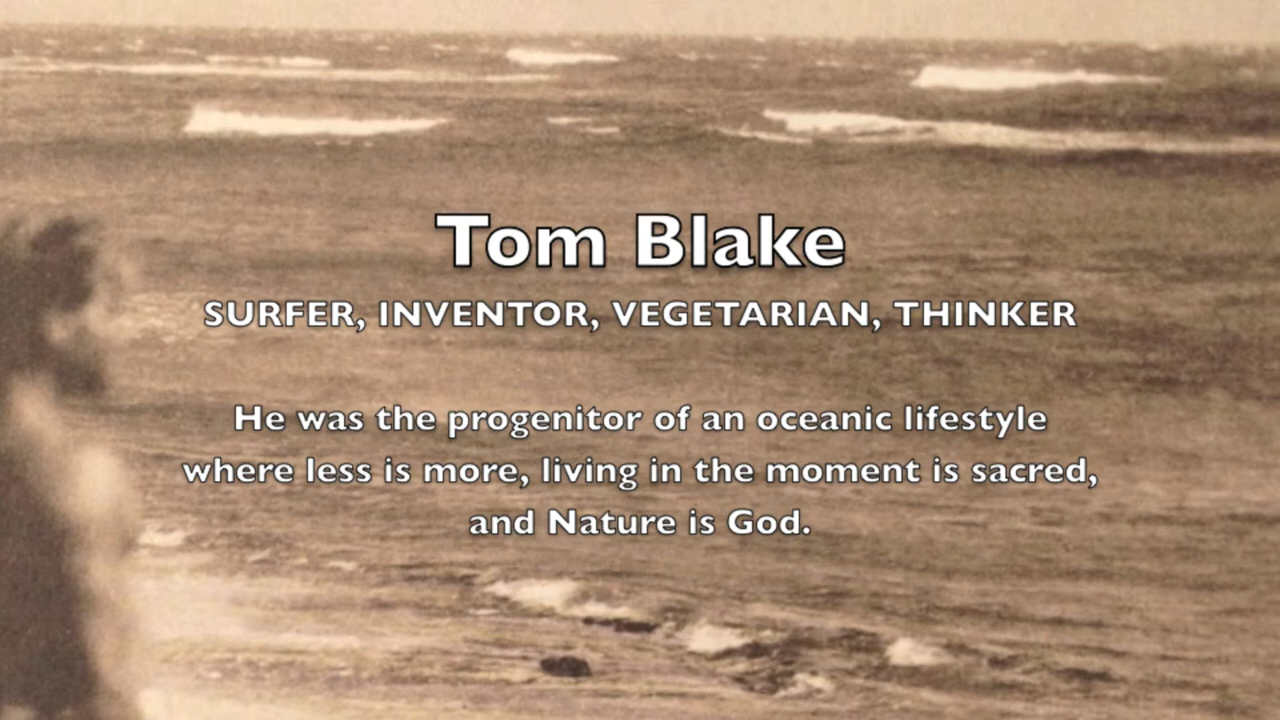 Tom Blake
SURFER, INVENTOR, VEGETARIAN, THINKER
He was the progenitor of an oceanic lifestyle
where less is more, living in the moment is sacred,
and Nature is God.